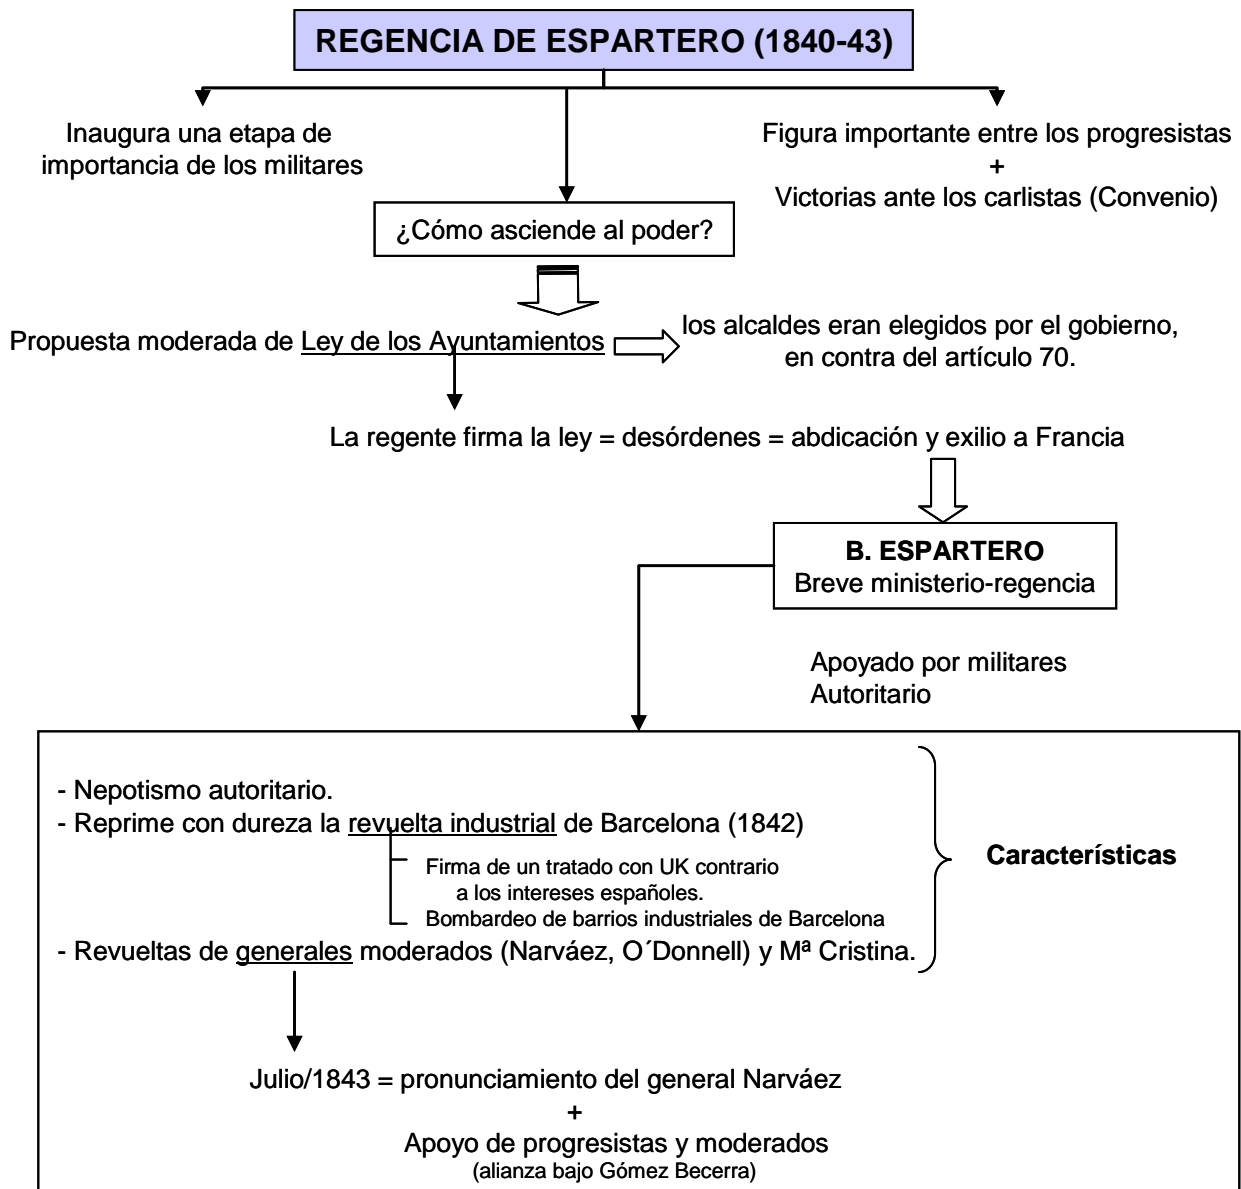 REGENCIA DE ESPARTERO (1840-43)
Inaugura una etapa de
importancia de los militares
Figura importante entre los progresistas
+
Victorias ante los carlistas (Convenio)
¿Cómo asciende al poder?
Propuesta moderada de Ley de los Ayuntamientos
los alcaldes eran elegidos por el gobierno,
en contra del artículo 70.
La regente firma la ley = desórdenes = abdicación y exilio a Francia
B. ESPARTERO
Breve ministerio-regencia
Apoyado por militares
Autoritario
- Nepotismo autoritario.
- Reprime con dureza la revuelta industrial de Barcelona (1842)
Firma de un tratado con UK contrario
a los intereses españoles.
Bombardeo de barrios industriales de Barcelona
- Revueltas de generales moderados (Narváez, O´Donnell) y Mª Cristina.
Características
Julio/1843 = pronunciamiento del general Narváez
+
Apoyo de progresistas y moderados
(alianza bajo Gómez Becerra)